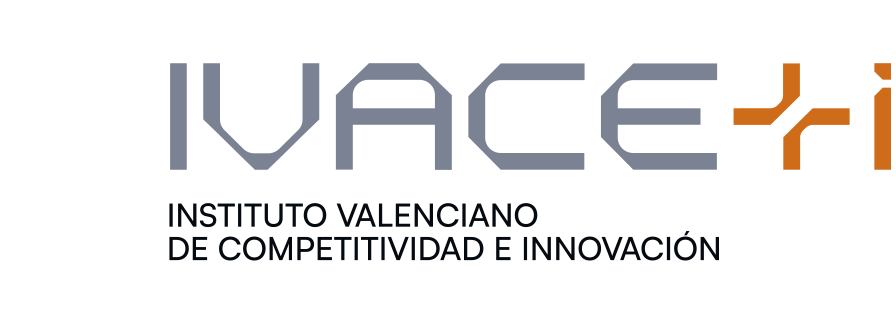 IVACE+i
INSTITUTO VALENCIANO
DE COMPETITIVIDAD E INNOVACIÓN